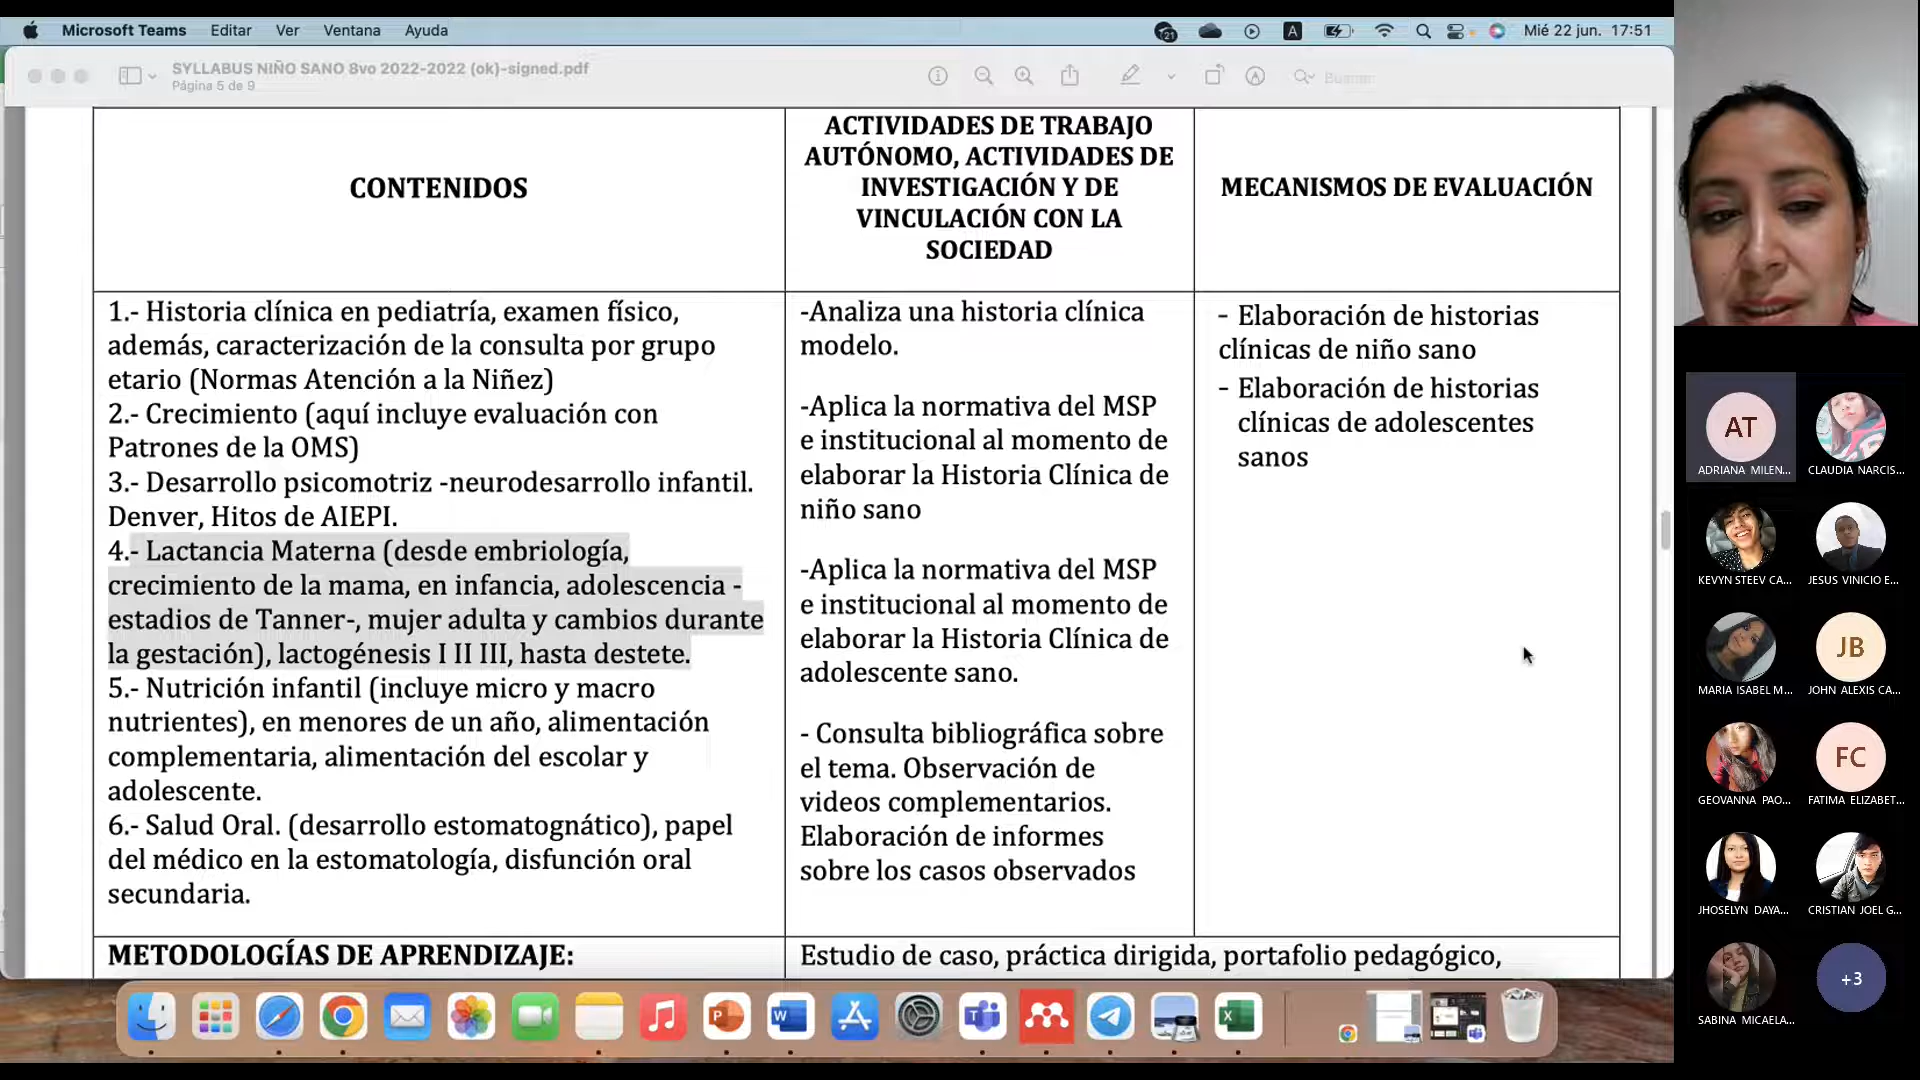 Microsoft Teams Editar Ver Ventana Ayuda
21
A
Mié 22 jun. 17:51
SYLLABUS NIÑO SANO 8vo 2022-2022 (ok)-signed.pdf
Página 5 de 9
Buscar
CONTENIDOS
ACTIVIDADES DE TRABAJO
AUTÓNOMO, ACTIVIDADES DE
INVESTIGACIÓN Y DE
VINCULACIÓN CON LA
SOCIEDAD
MECANISMOS DE EVALUACIÓN
1.- Historia clínica en pediatría, examen físico,
además, caracterización de la consulta por grupo
etario (Normas Atención a la Niñez)
2.- Crecimiento (aquí incluye evaluación con
Patrones de la OMS)
3.- Desarrollo psicomotriz -neurodesarrollo infantil.
Denver, Hitos de AIEPI.
4.- Lactancia Materna (desde embriología,
crecimiento de la mama, en infancia, adolescencia -
estadios de Tanner-, mujer adulta y cambios durante
la gestación), lactogénesis I II III, hasta destete.
5.- Nutrición infantil (incluye micro y macro
nutrientes), en menores de un año, alimentación
complementaria, alimentación del escolar y
adolescente.
6.- Salud Oral. (desarrollo estomatognático), papel
del médico en la estomatología, disfunción oral
secundaria.
-Analiza una historia clínica
modelo.
-Aplica la normativa del MSP
e institucional al momento de
elaborar la Historia Clínica de
niño sano
-Aplica la normativa del MSP
e institucional al momento de
elaborar la Historia Clínica de
adolescente sano.
- Consulta bibliográfica sobre
el tema. Observación de
videos complementarios.
Elaboración de informes
sobre los casos observados
- Elaboración de historias
clínicas de niño sano
- Elaboración de historias
clínicas de adolescentes
sanos
METODOLOGÍAS DE APRENDIZAJE:
Estudio de caso, práctica dirigida, portafolio pedagógico,
AT
ADRIANA MILEN...
CLAUDIA NARCIS...
KEVYN STEEV CA...
JESUS VINICIO E...
MARIA ISABEL M...
JB
JOHN ALEXIS CA...
GEOVANNA PAO...
FC
FATIMA ELIZABET...
JHOSELYN DAYA...
CRISTIAN JOEL G...
SABINA MICAELA...
+3